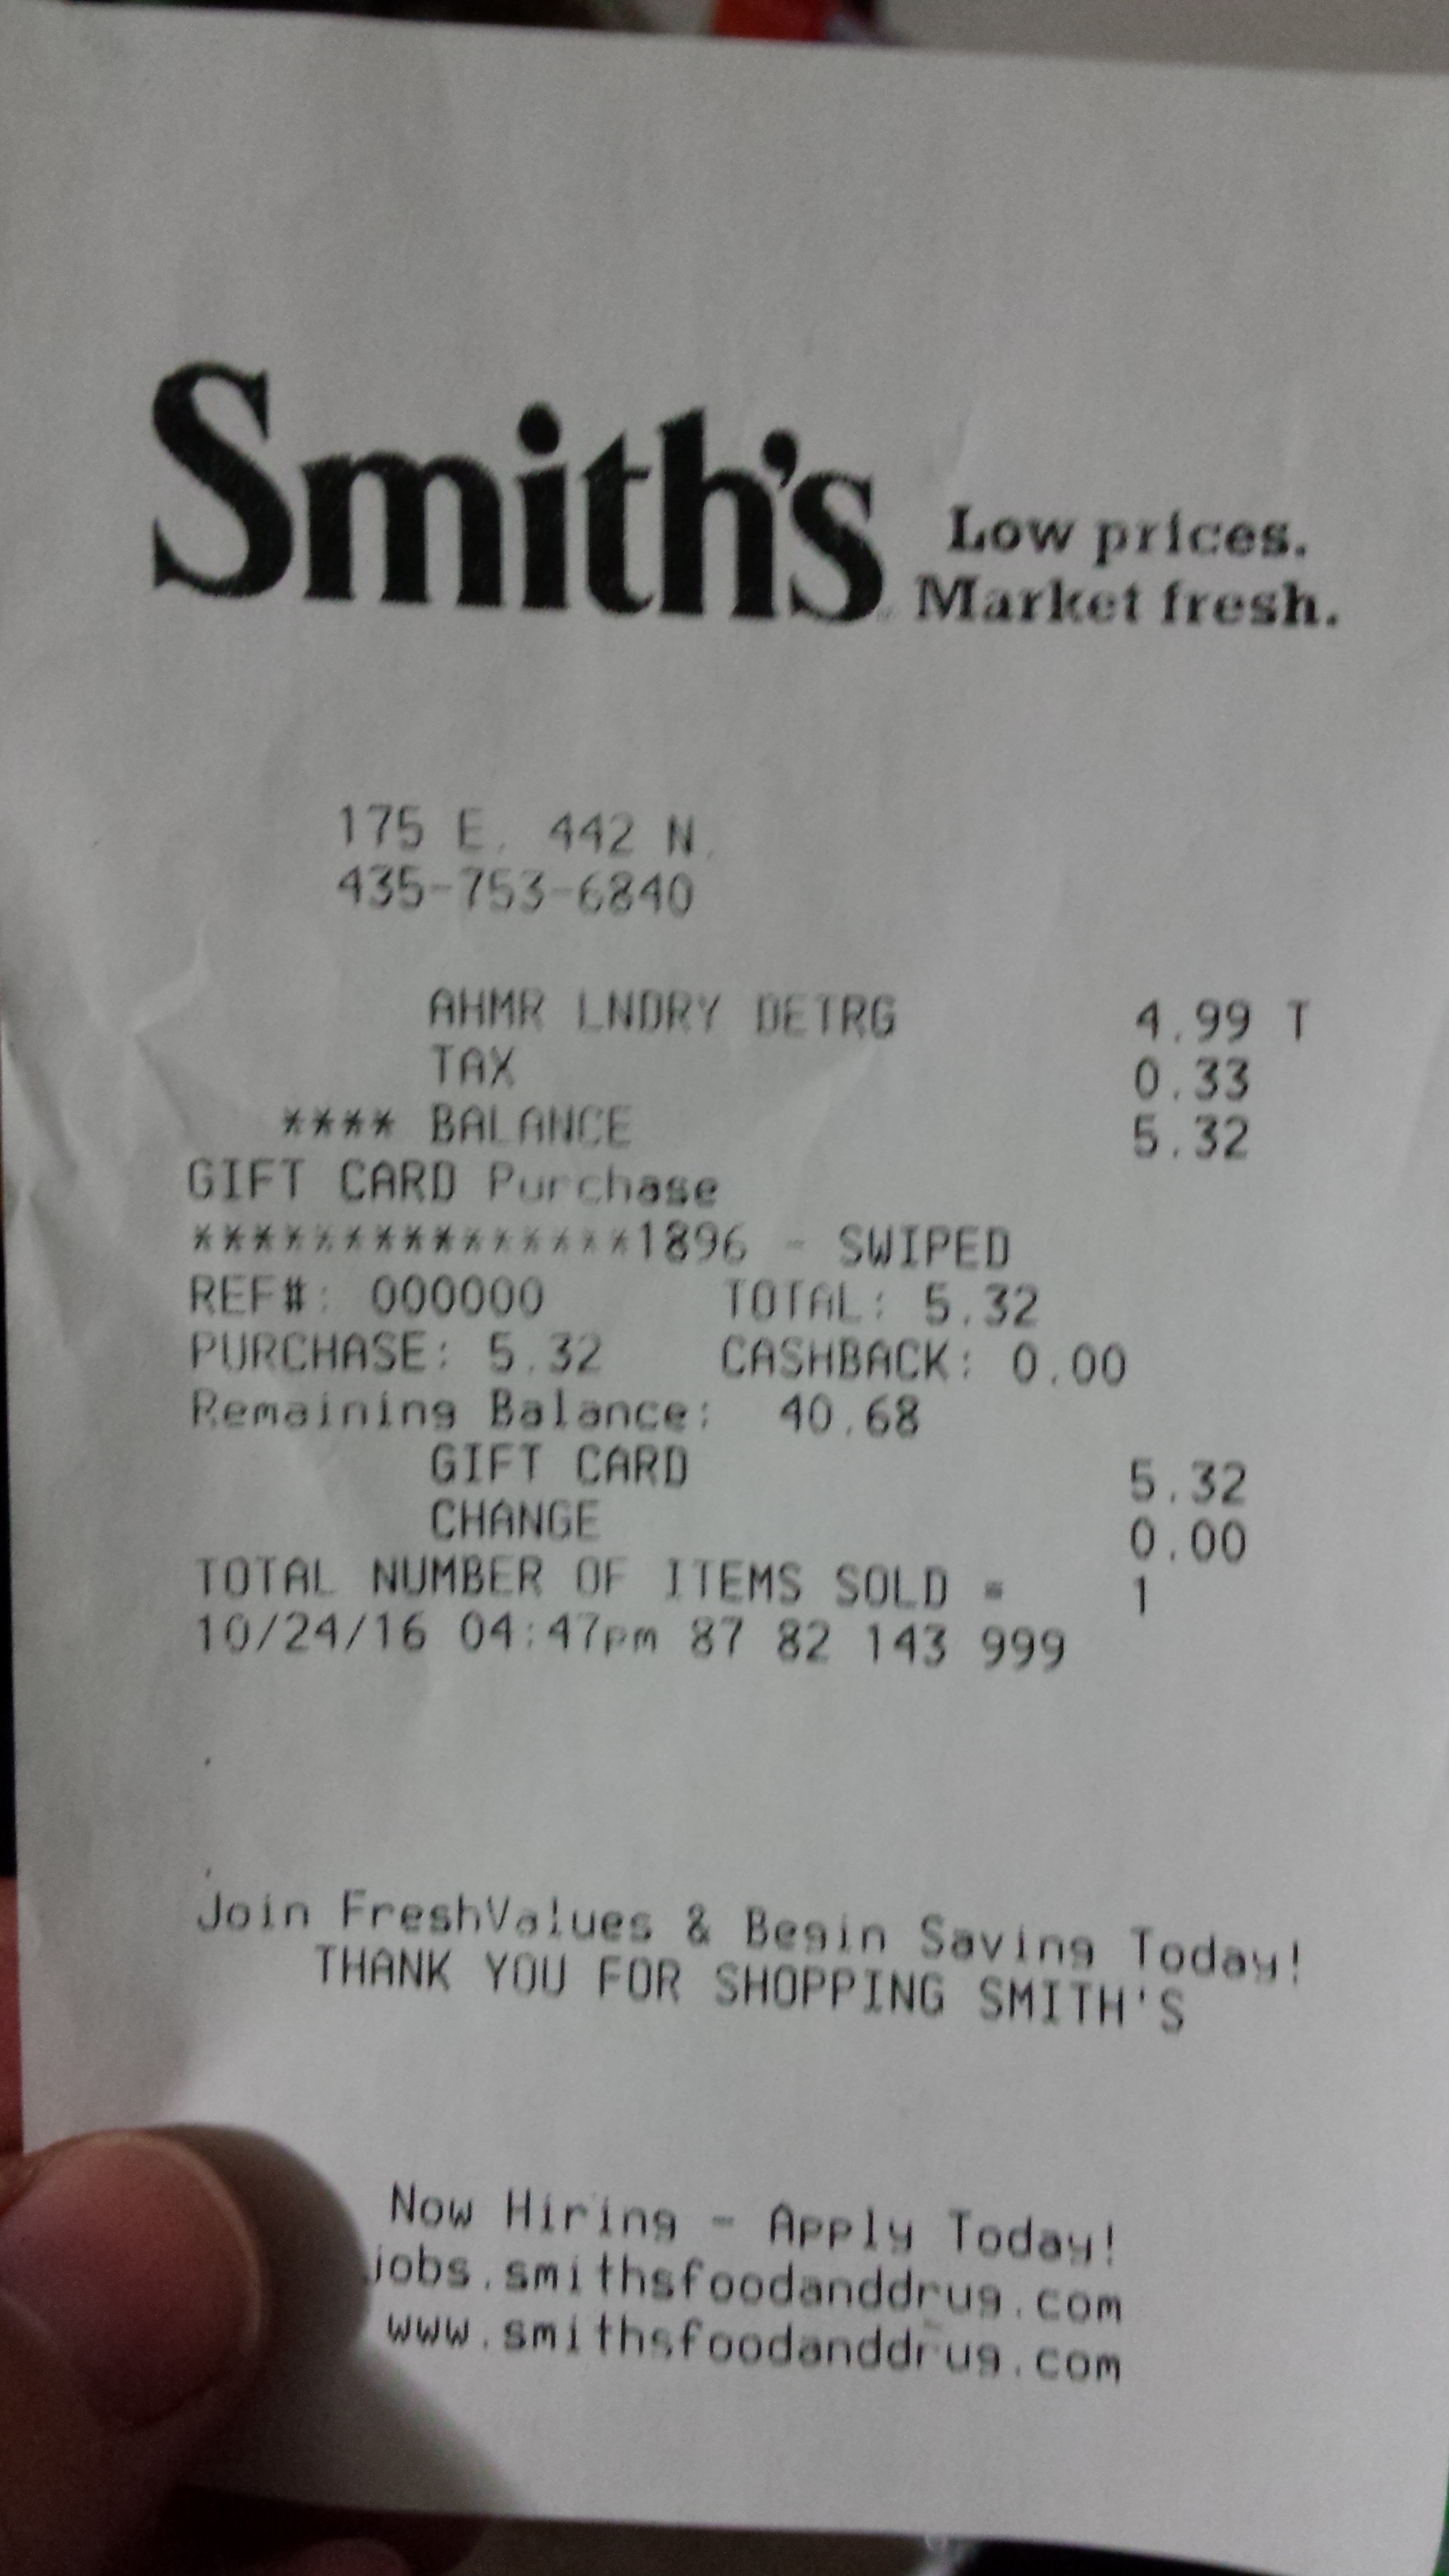 Smith's Low prices.
Market fresh.
175 E. 442 N.
435-753-6840
AHMR LNDRY DETRG 4.99 T
TAX 0.33
**** BALANCE 5.32
GIFT CARD Purchase
***************1896 - SWIPED
REF#: 000000 TOTAL: 5.32
PURCHASE: 5.32 CASHBACK: 0.00
Remaining Balance: 40.68
GIFT CARD 5.32
CHANGE 0.00
TOTAL NUMBER OF ITEMS SOLD = 1
10/24/16 04:47pm 87 82 143 999
.
.
Join FreshValues & Begin Saving Today!
THANK YOU FOR SHOPPING SMITH'S
Now Hiring - Apply Today!
jobs.smithsfoodanddrug.com
www.smithsfoodanddrug.com